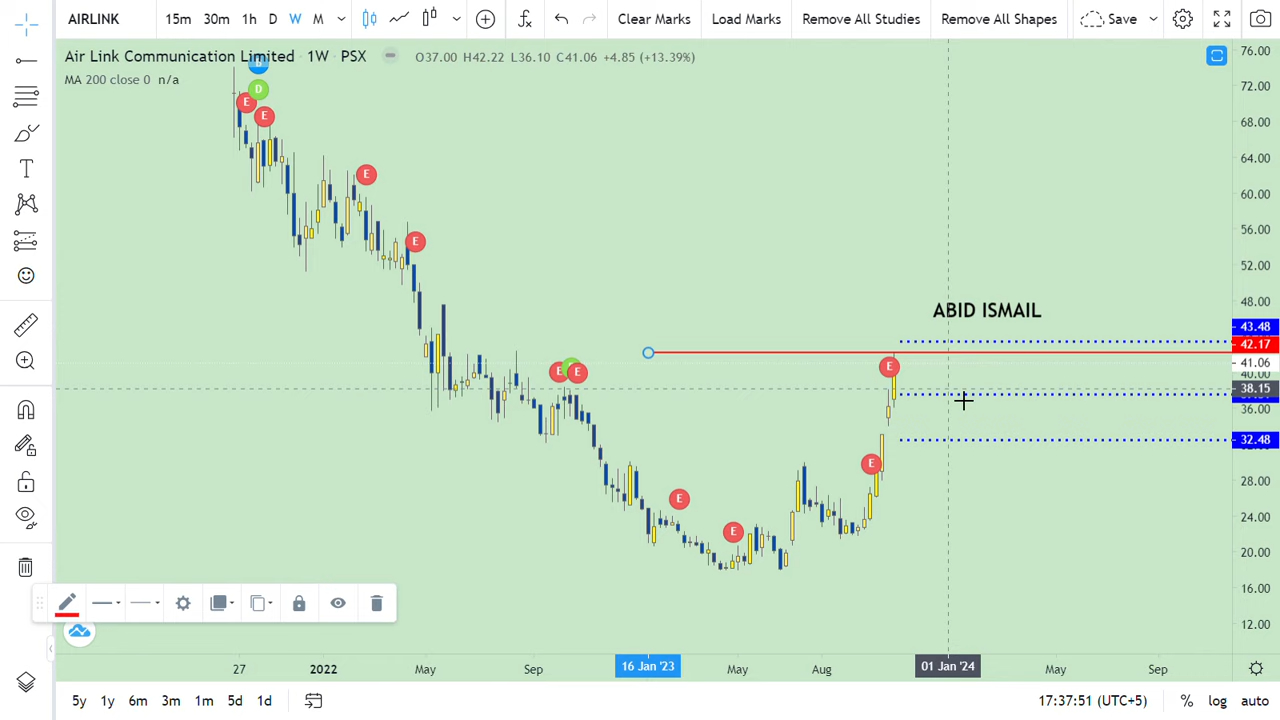 AIRLINK 15m 30m 1h D W M Clear Marks Load Marks Remove All Studies Remove All Shapes Save
Air Link Communication Limited · 1W · PSX O37.00 H42.22 L36.10 C41.06 +4.85 (+13.39%)
MA 200 close 0 n/a
D
E
E
E
E
E
E
E
E
E
E
ABID ISMAIL
76.00
72.00
68.00
64.00
60.00
56.00
52.00
48.00
43.48
42.17
41.06
40.00
38.15
36.00
32.48
28.00
24.00
20.00
16.00
12.00
27 2022 May Sep 16 Jan '23 May Aug 01 Jan '24 May Sep
5y 1y 6m 3m 1m 5d 1d 17:37:51 (UTC+5) % log auto